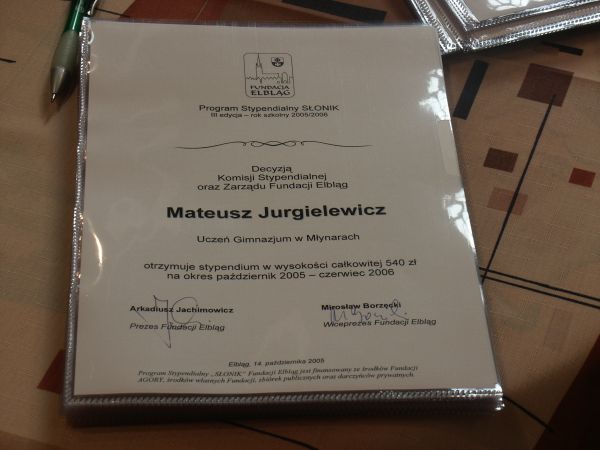 FUNDACJA
ELBLĄG
Program Stypendialny SŁONIK
III edycja – rok szkolny 2005/2006
Decyzją
Komisji Stypendialnej
oraz Zarządu Fundacji Elbląg
Mateusz Jurgielewicz
Uczeń Gimnazjum w Młynarach
otrzymuje stypendium w wysokości całkowitej 540 zł
na okres październik 2005 – czerwiec 2006
Arkadiusz Jachimowicz Mirosław Borzęcki
Prezes Fundacji Elbląg Wiceprezes Fundacji Elbląg
Elbląg, 14. października 2005
Program Stypendialny „SŁONIK" Fundacji Elbląg jest finansowany ze środków Fundacji
AGORY, środków własnych Fundacji, zbiórek publicznych oraz darczyńców prywatnych.